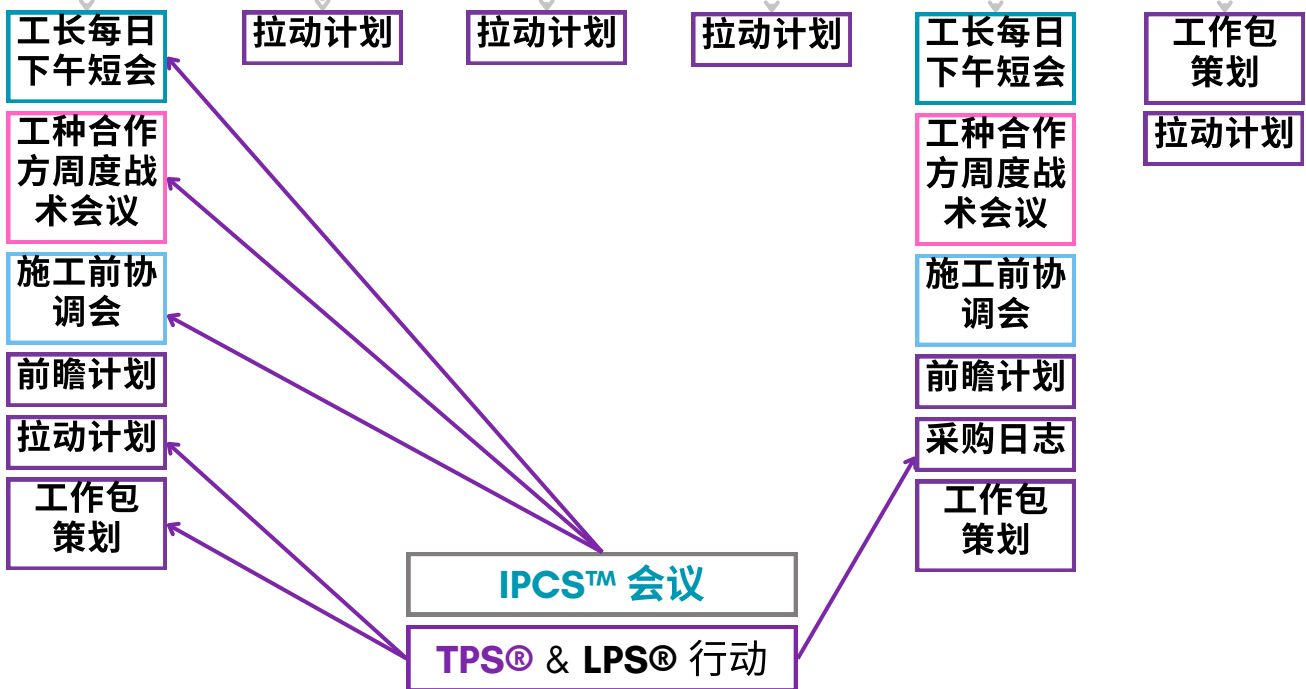 工长每日
下午短会
工种合作
方周度战
术会议
施工前协
调会
前瞻计划
拉动计划
工作包
策划
拉动计划
拉动计划
拉动计划
工长每日
下午短会
工种合作
方周度战
术会议
施工前协
调会
前瞻计划
采购日志
工作包
策划
工作包
策划
拉动计划
IPCS™ 会议
TPS® & LPS® 行动